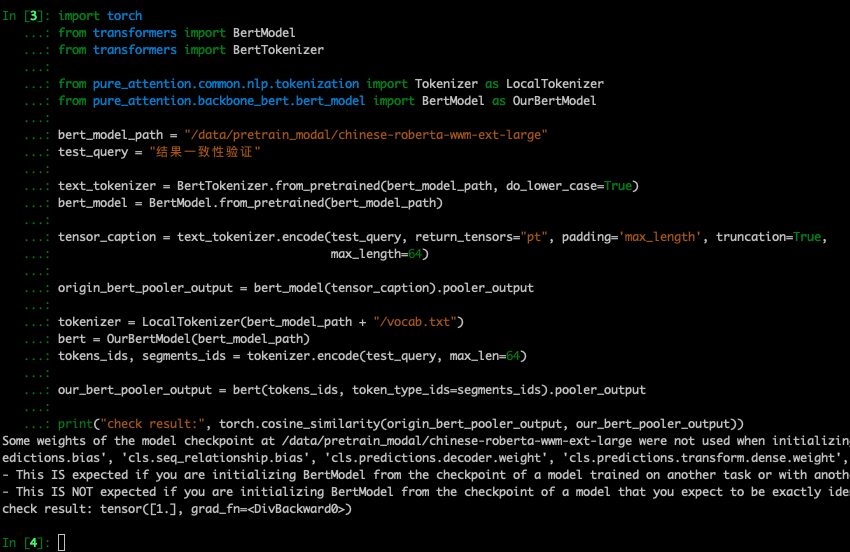 In [3]: import torch
   ...: from transformers import BertModel
   ...: from transformers import BertTokenizer
   ...:
   ...: from pure_attention.common.nlp.tokenization import Tokenizer as LocalTokenizer
   ...: from pure_attention.backbone_bert.bert_model import BertModel as OurBertModel
   ...:
   ...: bert_model_path = "/data/pretrain_modal/chinese-roberta-wwm-ext-large"
   ...: test_query = "结果一致性验证"
   ...:
   ...: text_tokenizer = BertTokenizer.from_pretrained(bert_model_path, do_lower_case=True)
   ...: bert_model = BertModel.from_pretrained(bert_model_path)
   ...:
   ...: tensor_caption = text_tokenizer.encode(test_query, return_tensors="pt", padding='max_length', truncation=True,
   ...:                                        max_length=64)
   ...:
   ...: origin_bert_pooler_output = bert_model(tensor_caption).pooler_output
   ...:
   ...: tokenizer = LocalTokenizer(bert_model_path + "/vocab.txt")
   ...: bert = OurBertModel(bert_model_path)
   ...: tokens_ids, segments_ids = tokenizer.encode(test_query, max_len=64)
   ...:
   ...: our_bert_pooler_output = bert(tokens_ids, token_type_ids=segments_ids).pooler_output
   ...:
   ...: print("check result:", torch.cosine_similarity(origin_bert_pooler_output, our_bert_pooler_output))
Some weights of the model checkpoint at /data/pretrain_modal/chinese-roberta-wwm-ext-large were not used when initializin
edictions.bias', 'cls.seq_relationship.bias', 'cls.predictions.decoder.weight', 'cls.predictions.transform.dense.weight',
- This IS expected if you are initializing BertModel from the checkpoint of a model trained on another task or with anoth
- This IS NOT expected if you are initializing BertModel from the checkpoint of a model that you expect to be exactly ide
check result: tensor([1.], grad_fn=<DivBackward0>)
In [4]: